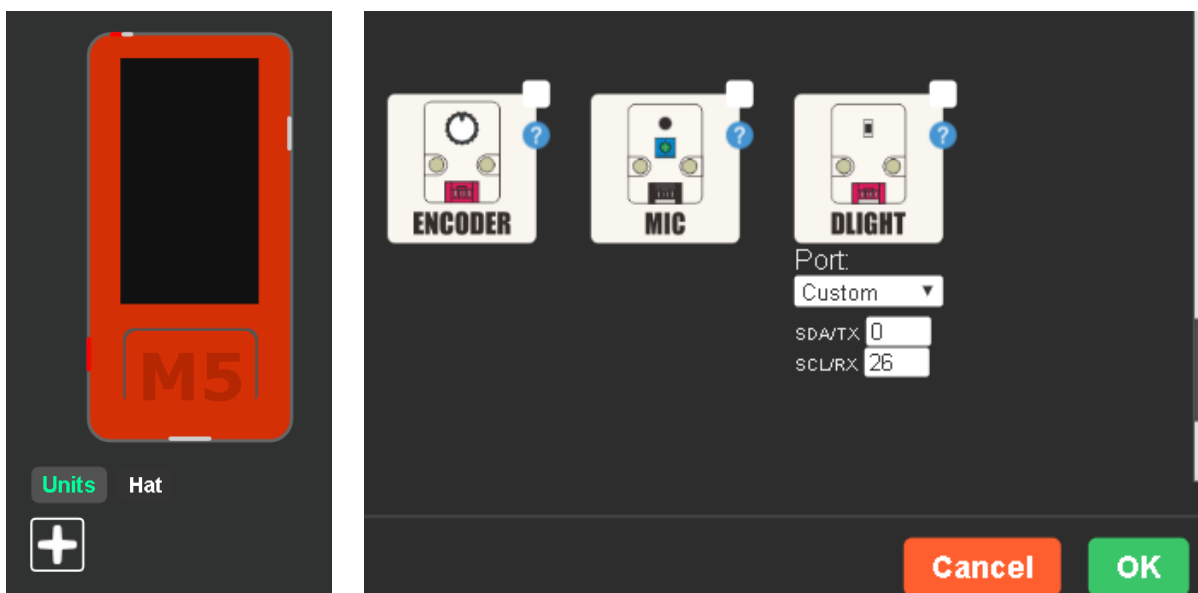 M5
Units Hat
? ? ?
ENCODER MIC DLIGHT
Port:
Custom
SDA/TX 0
SCL/RX 26
Cancel OK